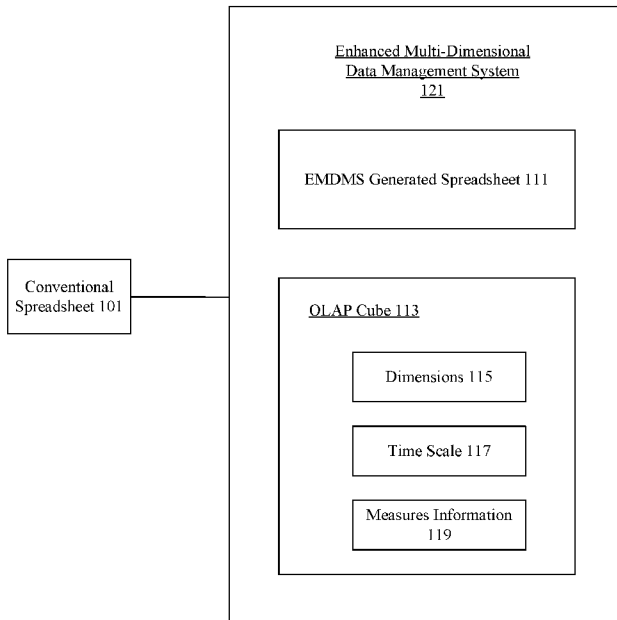 Enhanced Multi-Dimensional
Data Management System
121
EMDMS Generated Spreadsheet 111
Conventional
Spreadsheet 101
OLAP Cube 113
Dimensions 115
Time Scale 117
Measures Information
119